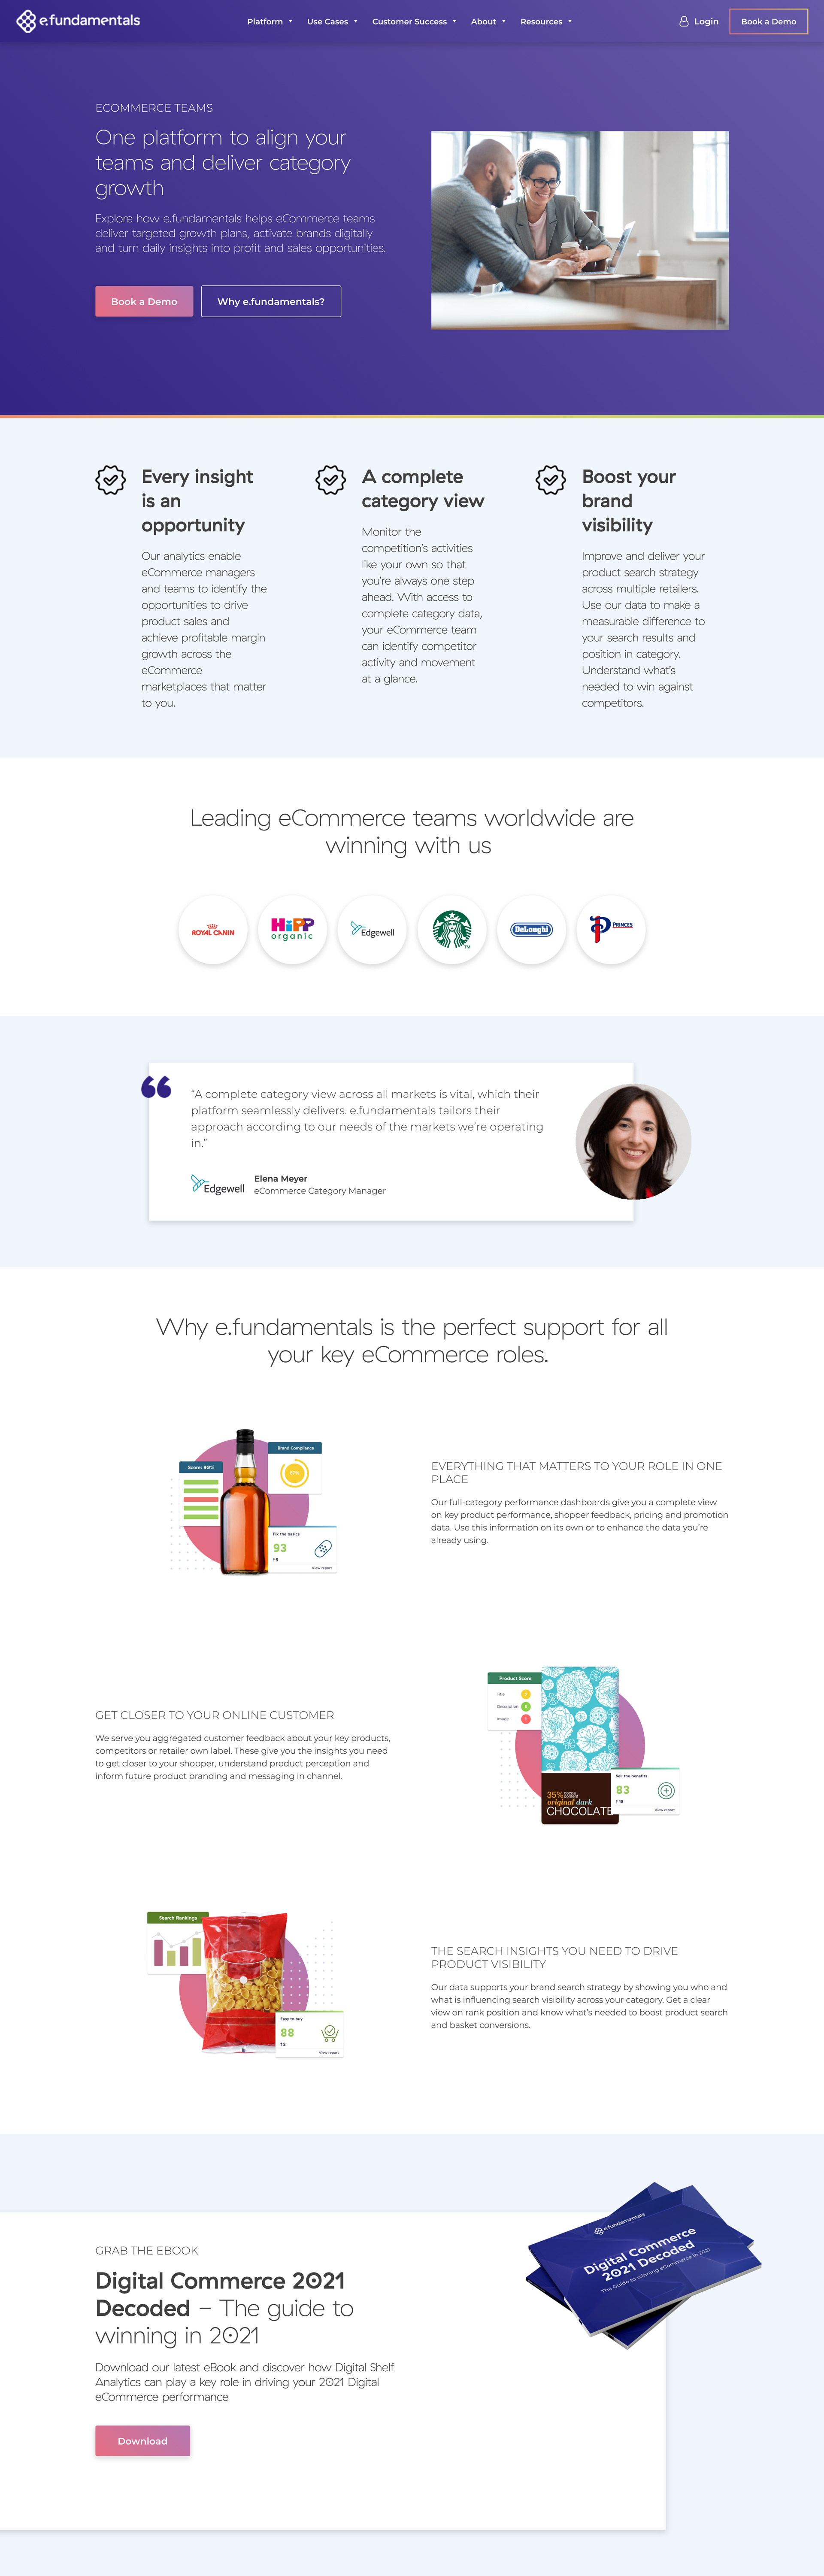 e.fundamentals
Platform
Use Cases
Customer Success
About
Resources
Login
Book a Demo
ECOMMERCE TEAMS
One platform to align your
teams and deliver category
growth
Explore how e.fundamentals helps eCommerce teams
deliver targeted growth plans, activate brands digitally
and turn daily insights into profit and sales opportunities.
Book a Demo
Why e.fundamentals?
Every insight
is an
opportunity
Our analytics enable
eCommerce managers
and teams to identify the
opportunities to drive
product sales and
achieve profitable margin
growth across the
eCommerce
marketplaces that matter
to you.
A complete
category view
Monitor the
competition's activities
like your own so that
you're always one step
ahead. With access to
complete category data,
your eCommerce team
can identify competitor
activity and movement
at a glance.
Boost your
brand
visibility
Improve and deliver your
product search strategy
across multiple retailers.
Use our data to make a
measurable difference to
your search results and
position in category.
Understand what's
needed to win against
competitors.
Leading eCommerce teams worldwide are
winning with us
ROYAL CANIN
HiPP
organic
Edgewell
TM
DeLonghi
PRINCES
“A complete category view across all markets is vital, which their
platform seamlessly delivers. e.fundamentals tailors their
approach according to our needs of the markets we’re operating
in.”
Edgewell
Elena Meyer
eCommerce Category Manager
Why e.fundamentals is the perfect support for all
your key eCommerce roles.
Score: 90%
Brand Compliance
Fix the basics
93
View report
EVERYTHING THAT MATTERS TO YOUR ROLE IN ONE
PLACE
Our full-category performance dashboards give you a complete view
on key product performance, shopper feedback, pricing and promotion
data. Use this information on its own or to enhance the data you're
already using.
GET CLOSER TO YOUR ONLINE CUSTOMER
We serve you aggregated customer feedback about your key products,
competitors or retailer own label. These give you the insights you need
to get closer to your shopper, understand product perception and
inform future product branding and messaging in channel.
Product Score
Title
Description
Image
35% cocoa content
original dark
CHOCOLATE
Sell the benefits
83
View report
Search Rankings
Easy to buy
88
View report
THE SEARCH INSIGHTS YOU NEED TO DRIVE
PRODUCT VISIBILITY
Our data supports your brand search strategy by showing you who and
what is influencing search visibility across your category. Get a clear
view on rank position and know what's needed to boost product search
and basket conversions.
GRAB THE EBOOK
Digital Commerce 2021
Decoded – The guide to
winning in 2021
Download our latest eBook and discover how Digital Shelf
Analytics can play a key role in driving your 2021 Digital
eCommerce performance
Download
e.fundamentals
Digital Commerce
2021 Decoded
The Guide to winning eCommerce in 2021